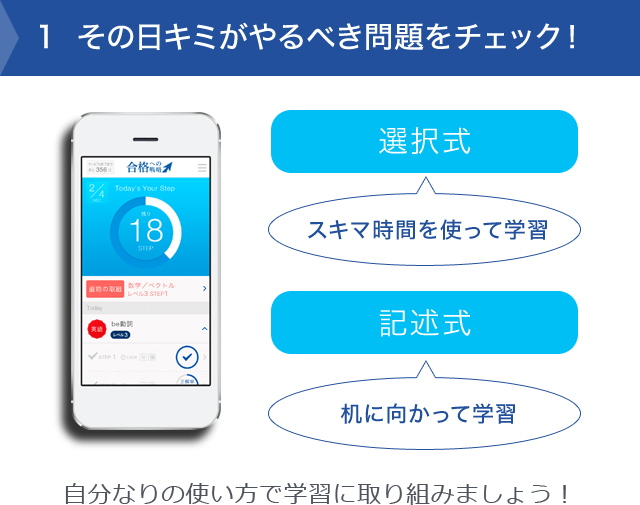 1 その日キミがやるべき問題をチェック!
選択式
スキマ時間を使って学習
記述式
机に向かって学習
356
合格への戦略
2/4
Today's Your Step
残り
18
STEP
最近の取組
数学/ベクトル
レベル3 STEP1
Today
英語
be動詞
レベル3
STEP 1
自分なりの使い方で学習に取り組みましょう!